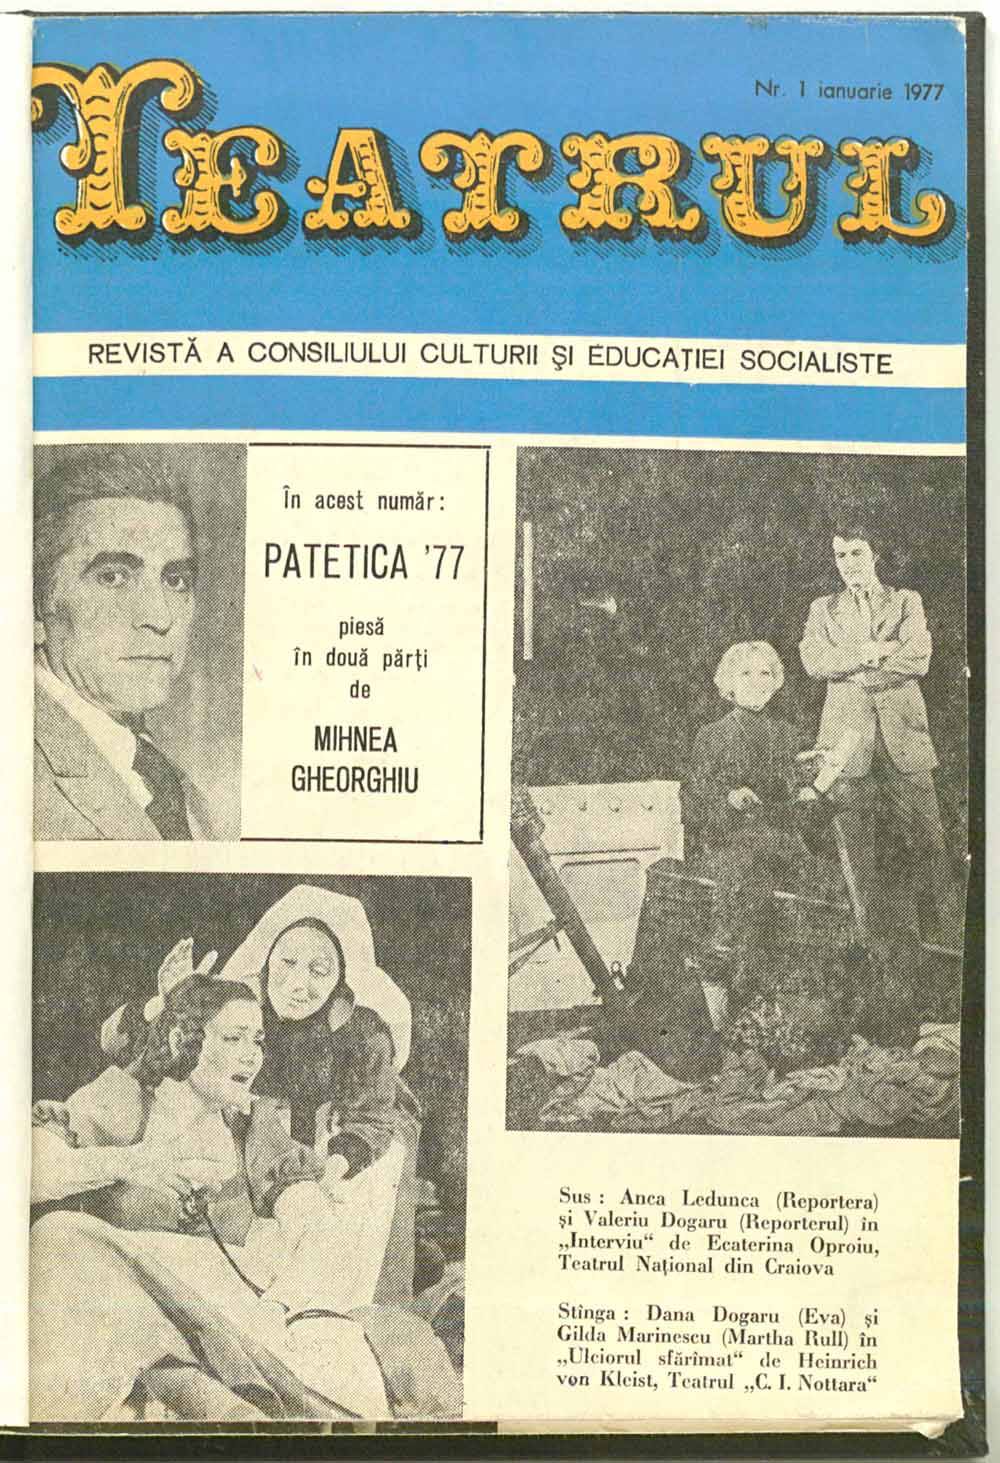 Nr. 1 ianuarie 1977
TEATRUL
REVISTĂ A CONSILIULUI CULTURII ŞI EDUCAŢIEI SOCIALISTE
În acest număr:
PATETICA '77
piesă
în două părţi
de
MIHNEA
GHEORGHIU
Sus : Anca Ledunca (Reportera)
şi Valeriu Dogaru (Reporterul) în
„Interviu“ de Ecaterina Oproiu,
Teatrul Naţional din Craiova
Stînga : Dana Dogaru (Eva) şi
Gilda Marinescu (Martha Rull) în
„Ulciorul sfărîmat“ de Heinrich
von Kleist, Teatrul „C. I. Nottara“